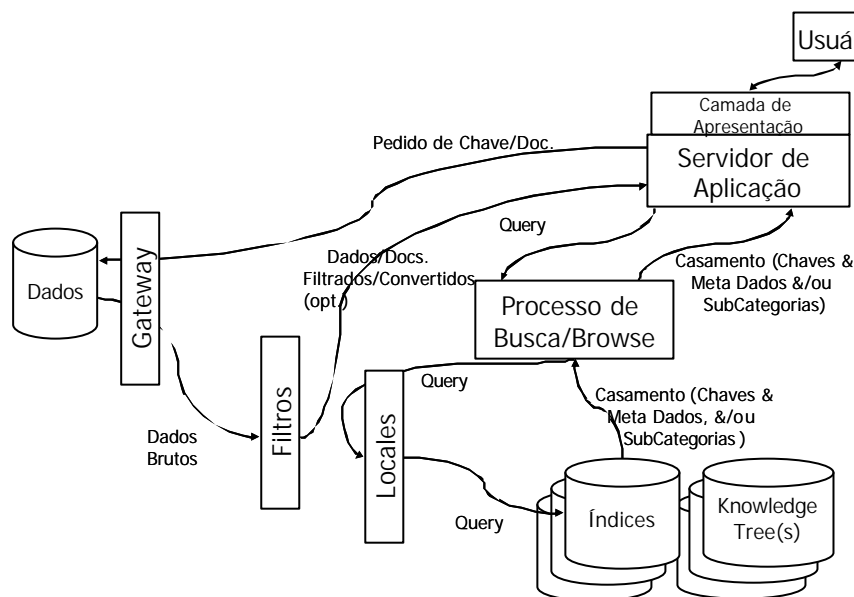 Usuá
Camada de
Apresentação
Servidor de
Aplicação
Pedido de Chave/Doc.
Query
Dados/Docs.
Filtrados/Convertidos
(opt.)
Casamento (Chaves &
Meta Dados &/ou
SubCategorias)
Dados
Gateway
Processo de
Busca/Browse
Query
Casamento (Chaves &
Meta Dados, &/ou
SubCategorias)
Dados
Brutos
Filtros
Locales
Query
Índices
Knowledge
Tree(s)